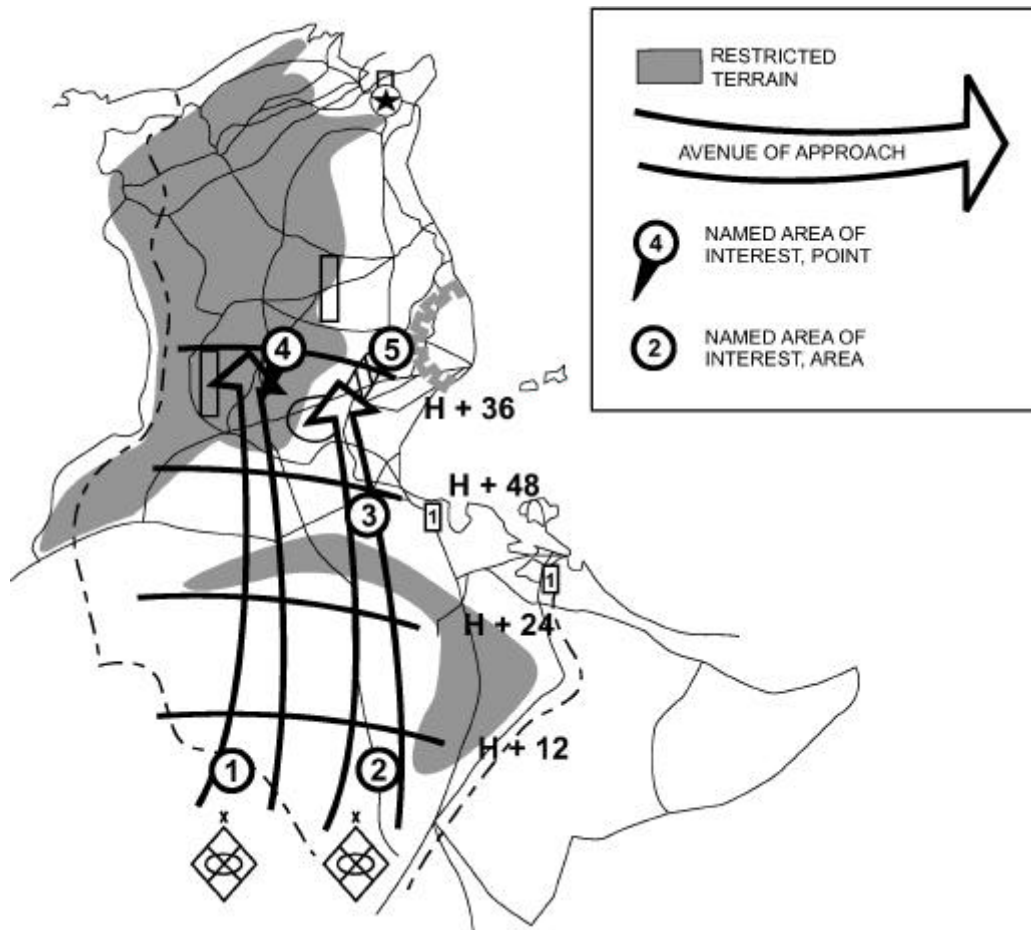 RESTRICTED
TERRAIN
AVENUE OF APPROACH
4
NAMED AREA OF
INTEREST, POINT
2
NAMED AREA OF
INTEREST, AREA
4
5
H + 36
H + 48
3
1
1
H + 24
H + 12
1
2
x
x